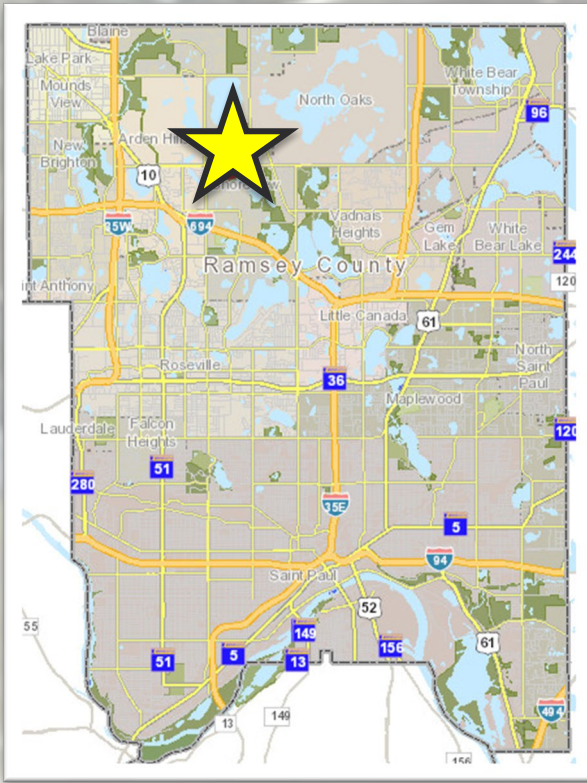 Blaine
Lake Park
Mounds
View
White Bear
Township
North Oaks
96
New
Brighton
Arden
10
Vadnais
Heights
Gem
Lake
White
Bear Lake
35W
694
244
Ramsey County
120
int Anthony
Little Canada
61
North
Saint
Paul
Roseville
36
Maplewood
Lauderdale
Falcon
Heights
120
51
280
35E
5
94
Saint Paul
52
55
149
61
51
5
13
156
494
13
149
156